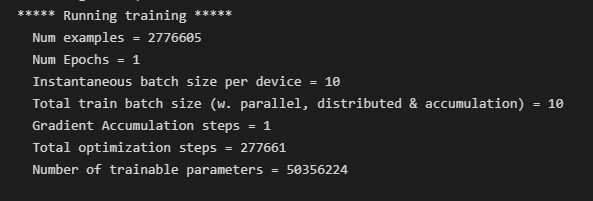 ***** Running training *****
Num examples = 2776605
Num Epochs = 1
Instantaneous batch size per device = 10
Total train batch size (w. parallel, distributed & accumulation) = 10
Gradient Accumulation steps = 1
Total optimization steps = 277661
Number of trainable parameters = 50356224